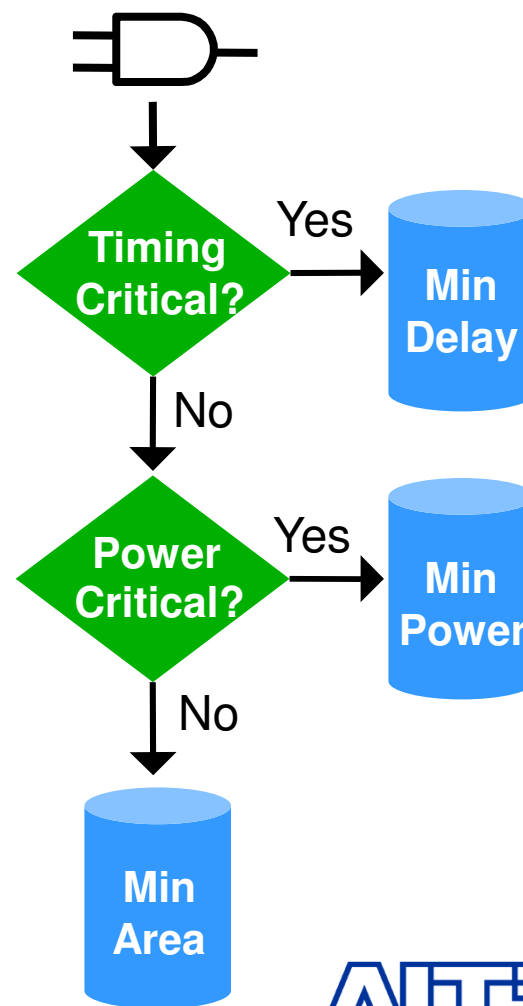 Timing
Critical?
Yes
Min
Delay
No
Power
Critical?
Yes
Min
Power
No
Min
Area